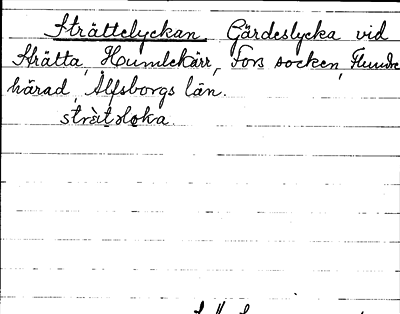 Strättelyckan Gärdeslycka vid
Strätta, Humlekärr, Fors socken, Flundre
härad, Älfsborgs län.
strätsloka.